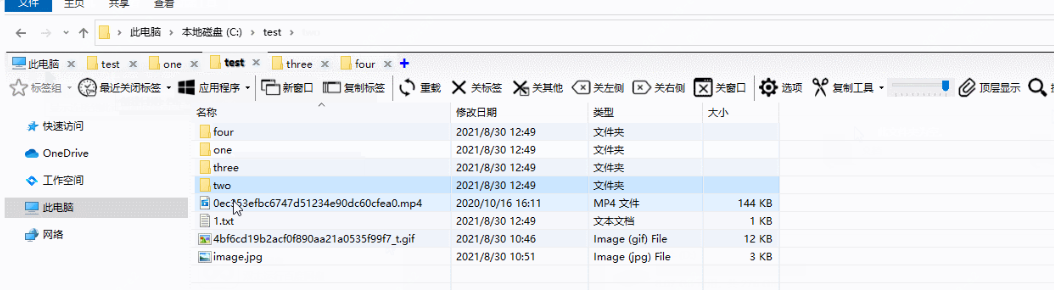 文件 主页 共享 查看
此电脑 › 本地磁盘 (C:) › test ›
此电脑 test one test three four
标签组 最近关闭标签 应用程序 新窗口 复制标签 重载 关标签 关其他 关左侧 关右侧 关窗口 选项 复制工具 顶层显示
名称 修改日期 类型 大小
快速访问
OneDrive
工作空间
此电脑
网络
four 2021/8/30 12:49 文件夹
one 2021/8/30 12:49 文件夹
three 2021/8/30 12:49 文件夹
two 2021/8/30 12:49 文件夹
2020/10/16 16:11 MP4 文件 144 KB
1.txt 2021/8/30 12:49 文本文档 1 KB
4bf6cd19b2acf0f890aa21a0535f99f7_t.gif 2021/8/30 10:46 Image (gif) File 12 KB
image.jpg 2021/8/30 10:51 Image (jpg) File 3 KB